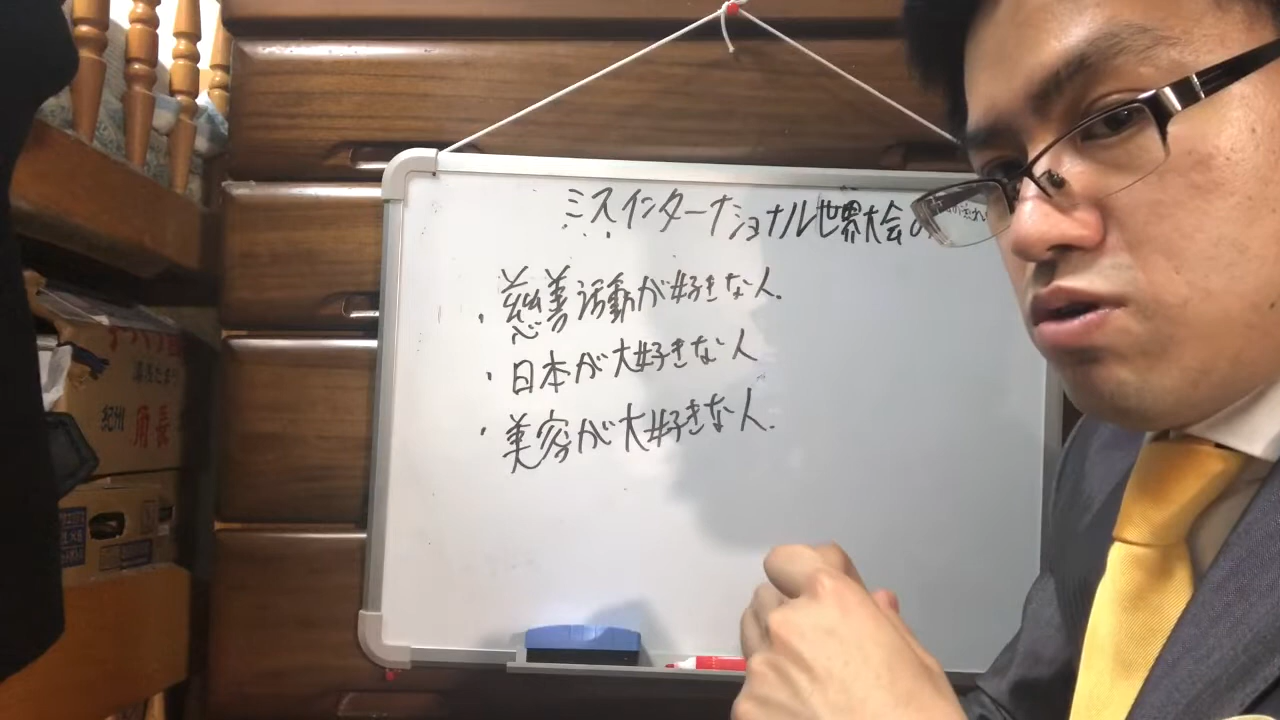 ミスインターナショナル世界大会の
・慈善活動が好きな人.
・日本が大好きな人
・美容が大好きな人.
紀州